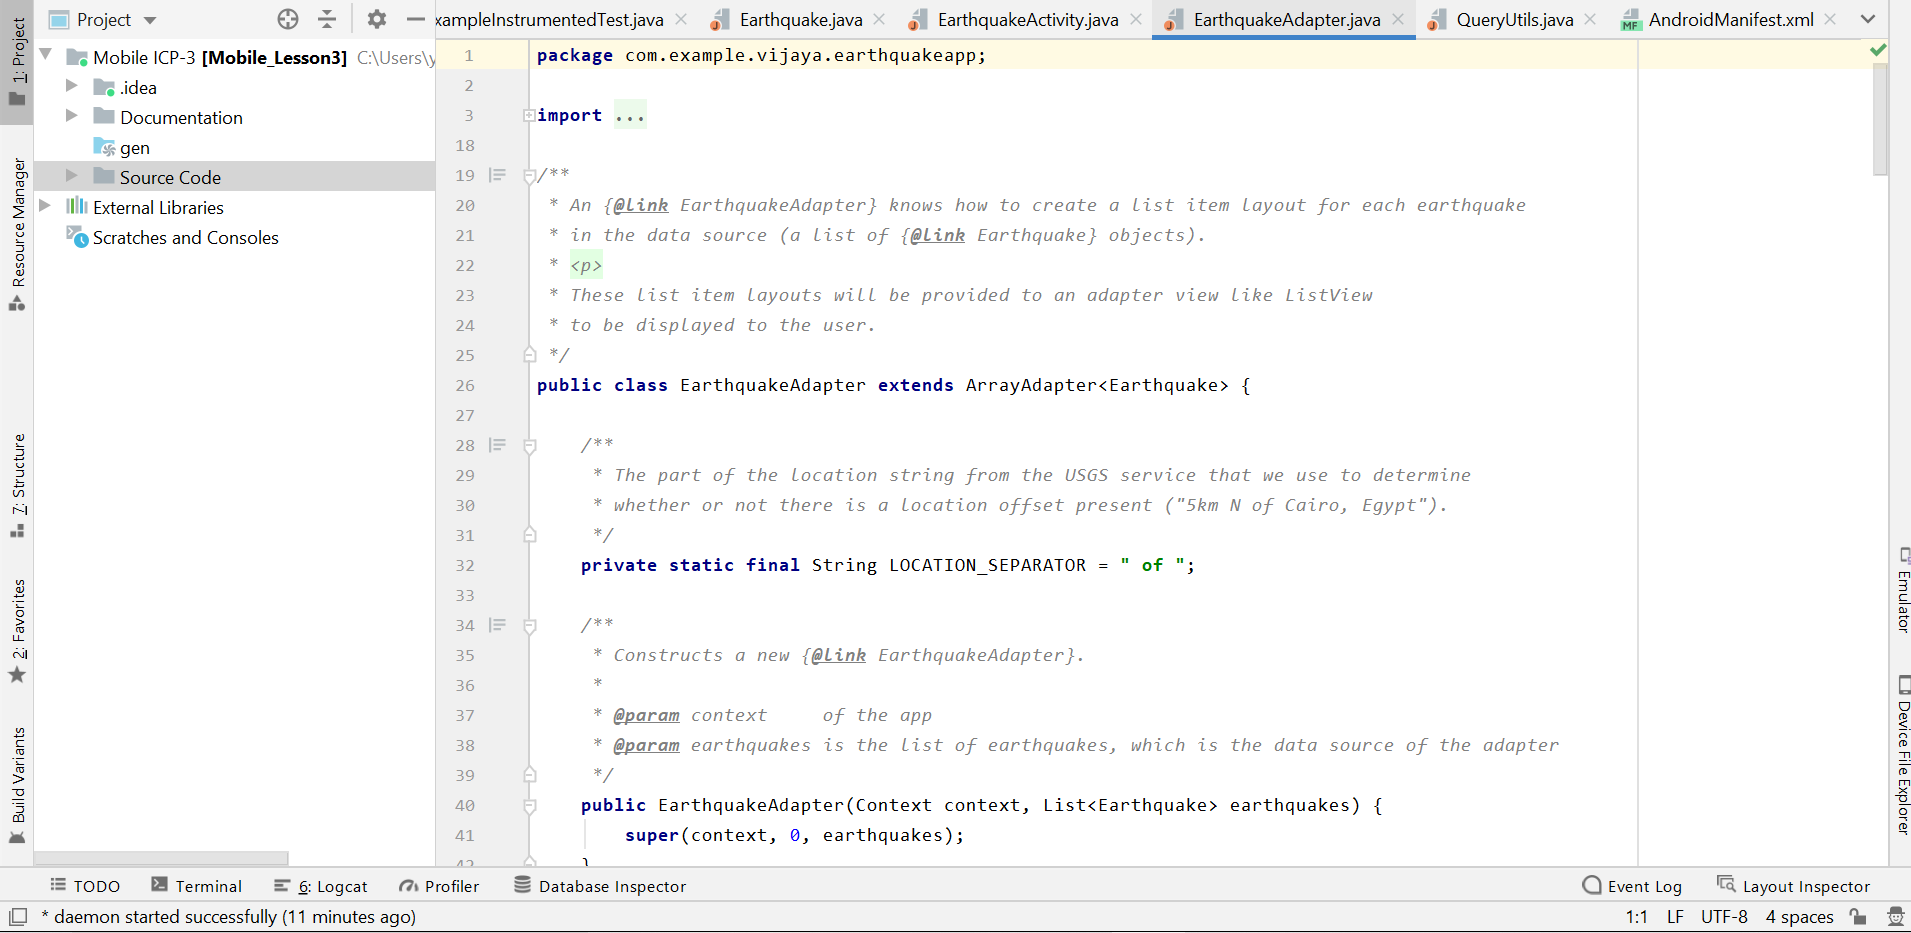 Project
xampleInstrumentedTest.java
Earthquake.java
EarthquakeActivity.java
EarthquakeAdapter.java
QueryUtils.java
MF
AndroidManifest.xml
1: Project
Resource Manager
7: Structure
2: Favorites
Build Variants
Mobile ICP-3 [Mobile_Lesson3] C:\Users\y
.idea
Documentation
gen
Source Code
External Libraries
Scratches and Consoles
1 package com.example.vijaya.earthquakeapp;
2
3 import ...
18
19 /**
20 * An {@link EarthquakeAdapter} knows how to create a list item layout for each earthquake
21 * in the data source (a list of {@link Earthquake} objects).
22 * <p>
23 * These list item layouts will be provided to an adapter view like ListView
24 * to be displayed to the user.
25 */
26 public class EarthquakeAdapter extends ArrayAdapter<Earthquake> {
27
28 /**
29 * The part of the location string from the USGS service that we use to determine
30 * whether or not there is a location offset present ("5km N of Cairo, Egypt").
31 */
32 private static final String LOCATION_SEPARATOR = " of ";
33
34 /**
35 * Constructs a new {@link EarthquakeAdapter}.
36 *
37 * @param context     of the app
38 * @param earthquakes is the list of earthquakes, which is the data source of the adapter
39 */
40 public EarthquakeAdapter(Context context, List<Earthquake> earthquakes) {
41 super(context, 0, earthquakes);
42 }
Emulator
Device File Explorer
TODO
Terminal
6: Logcat
Profiler
Database Inspector
Event Log
Layout Inspector
* daemon started successfully (11 minutes ago)
1:1 LF UTF-8 4 spaces